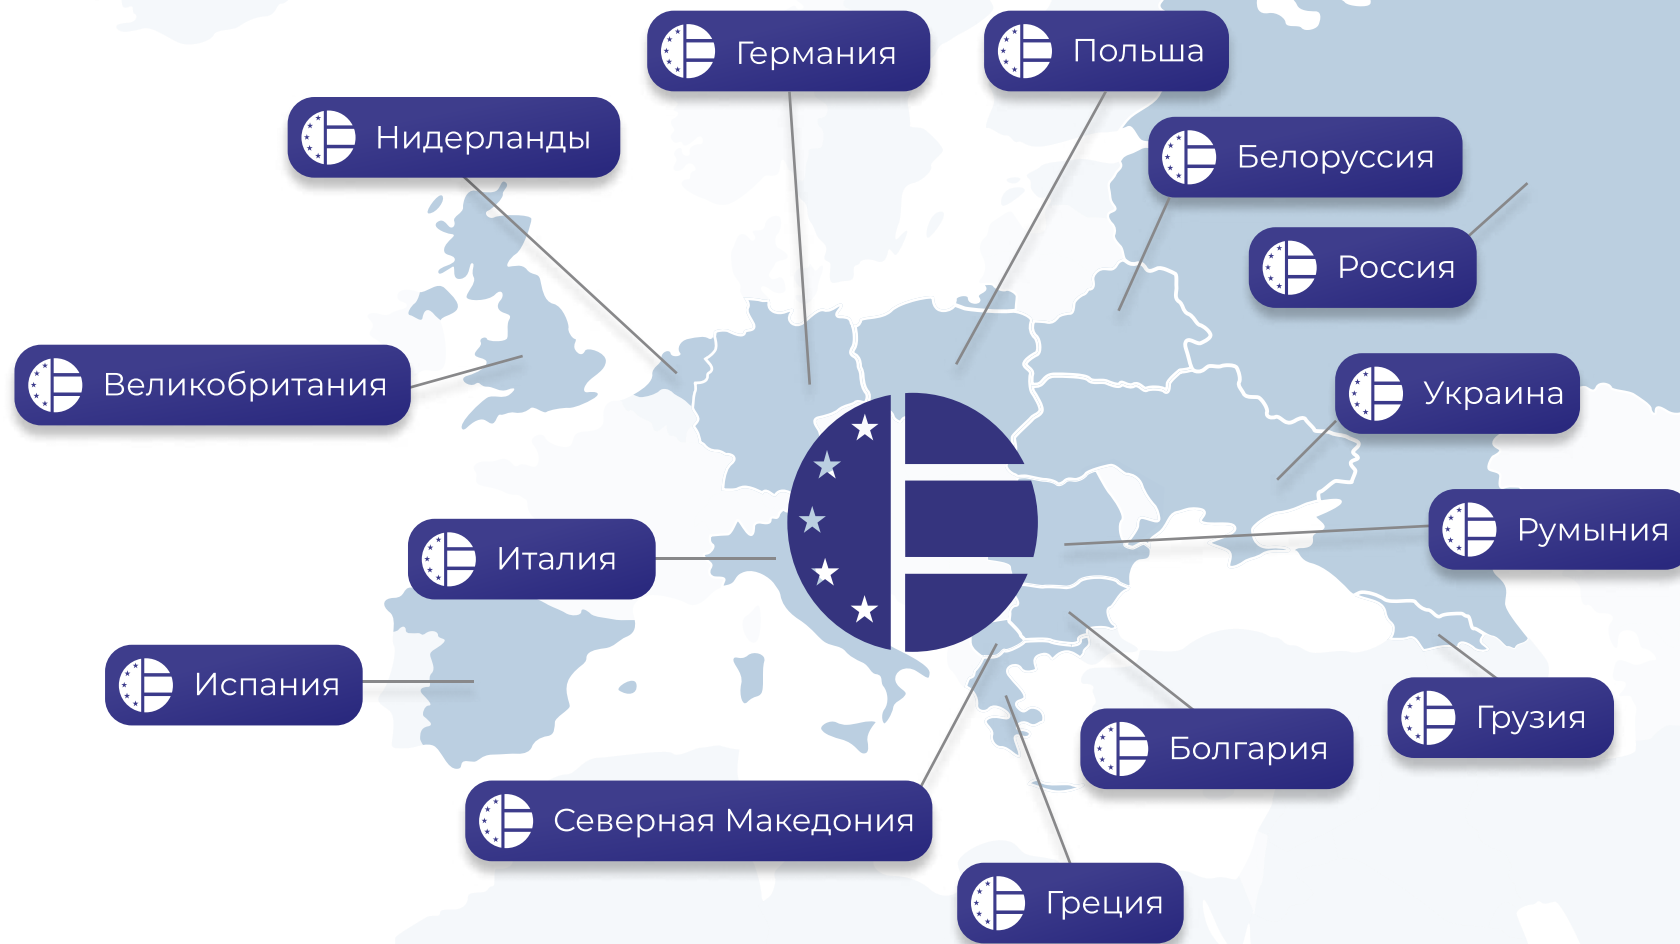 Германия
Польша
Нидерланды
Белоруссия
Россия
Великобритания
Украина
Румыния
Италия
Испания
Грузия
Болгария
Северная Македония
Греция